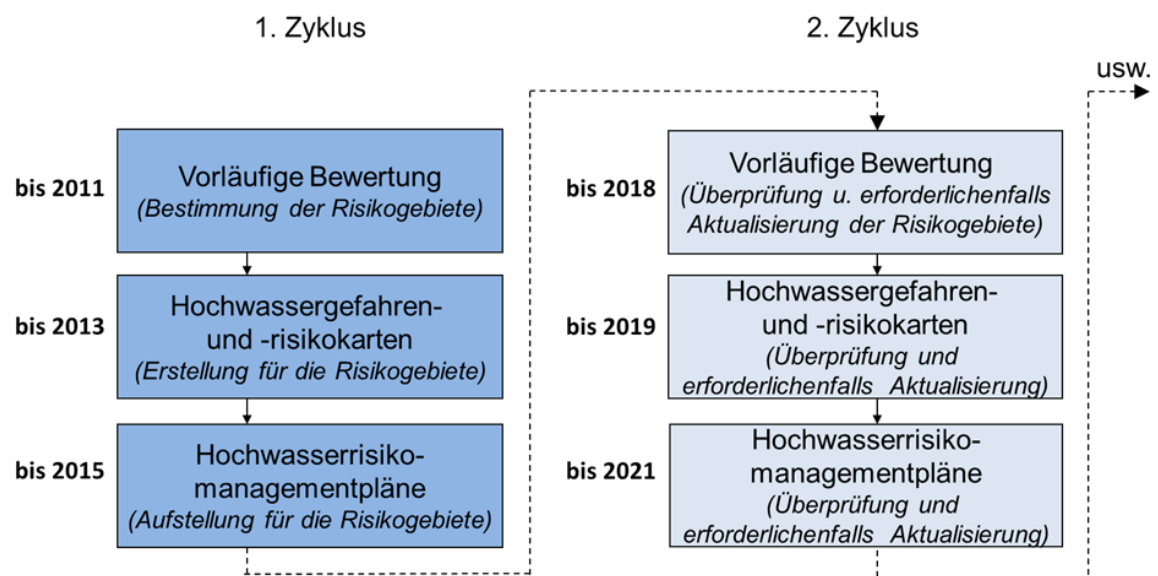 1. Zyklus
2. Zyklus
usw.
bis 2011
Vorläufige Bewertung
(Bestimmung der Risikogebiete)
bis 2013
Hochwassergefahren-
und -risikokarten
(Erstellung für die Risikogebiete)
bis 2015
Hochwasserrisiko-
managementpläne
(Aufstellung für die Risikogebiete)
bis 2018
Vorläufige Bewertung
(Überprüfung u. erforderlichenfalls
Aktualisierung der Risikogebiete)
bis 2019
Hochwassergefahren-
und -risikokarten
(Überprüfung und
erforderlichenfalls Aktualisierung)
bis 2021
Hochwasserrisiko-
managementpläne
(Überprüfung und
erforderlichenfalls Aktualisierung)